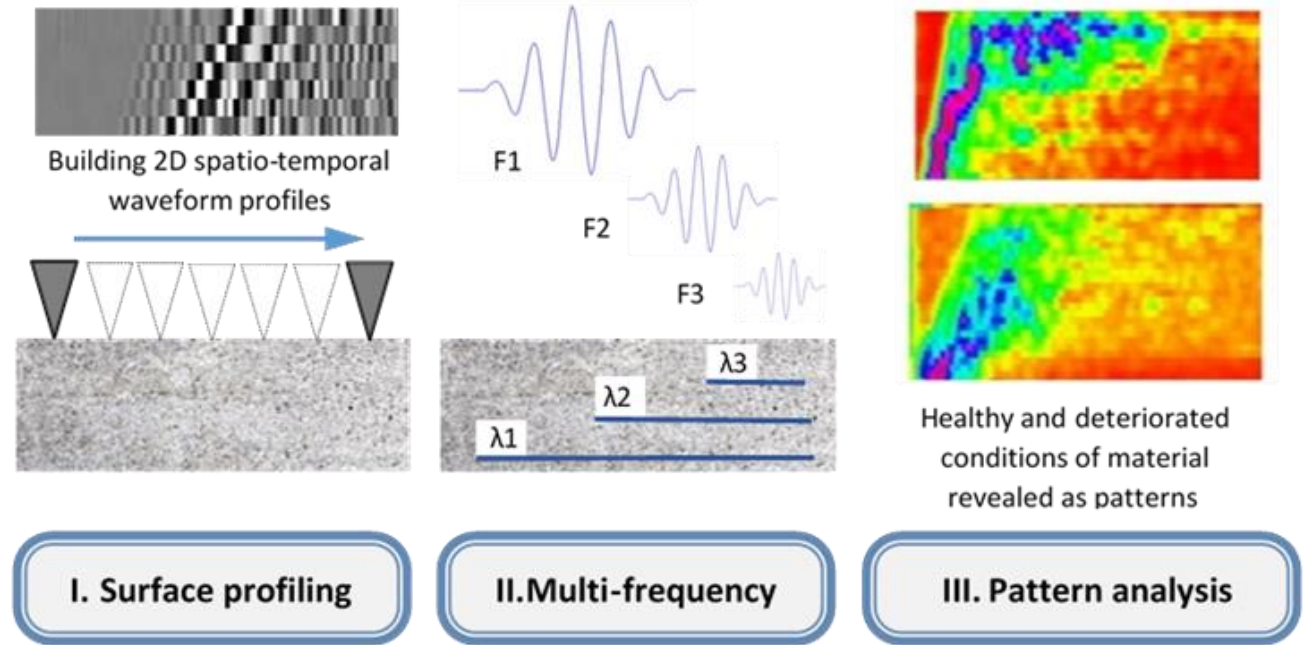 Building 2D spatio-temporal
waveform profiles
F1
F2
F3
λ3
λ2
λ1
Healthy and deteriorated
conditions of material
revealed as patterns
I. Surface profiling
II.Multi-frequency
III. Pattern analysis